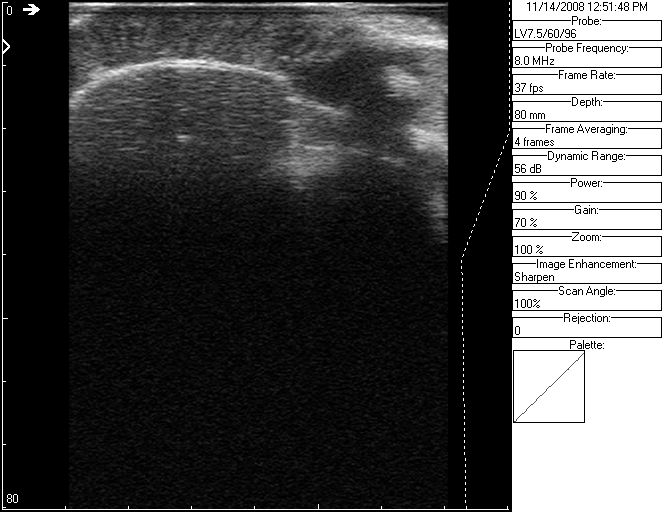 0
80
11/14/2008 12:51:48 PM
Probe:
LV7.5/60/96
Probe Frequency:
8.0 MHz
Frame Rate:
37 fps
Depth:
80 mm
Frame Averaging:
4 frames
Dynamic Range:
56 dB
Power:
90 %
Gain:
70 %
Zoom:
100 %
Image Enhancement:
Sharpen
Scan Angle:
100%
Rejection:
0
Palette: